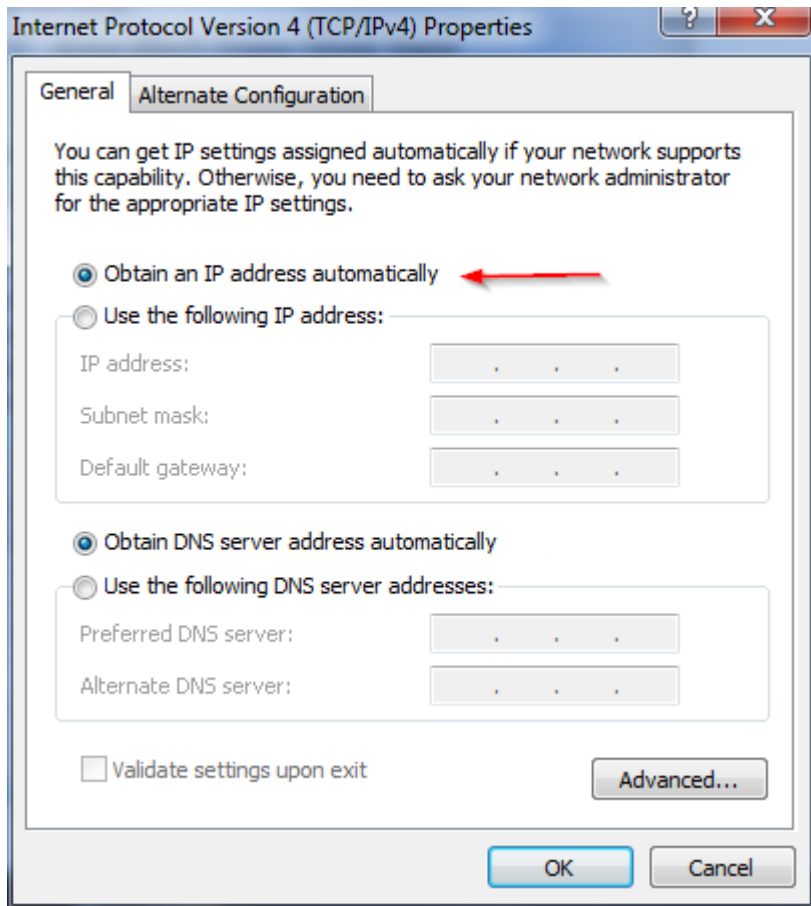 Internet Protocol Version 4 (TCP/IPv4) Properties
?
X
General
Alternate Configuration
You can get IP settings assigned automatically if your network supports
this capability. Otherwise, you need to ask your network administrator
for the appropriate IP settings.
Obtain an IP address automatically
Use the following IP address:
IP address:
. . .
Subnet mask:
. . .
Default gateway:
. . .
Obtain DNS server address automatically
Use the following DNS server addresses:
Preferred DNS server:
. . .
Alternate DNS server:
. . .
Validate settings upon exit
Advanced...
OK
Cancel